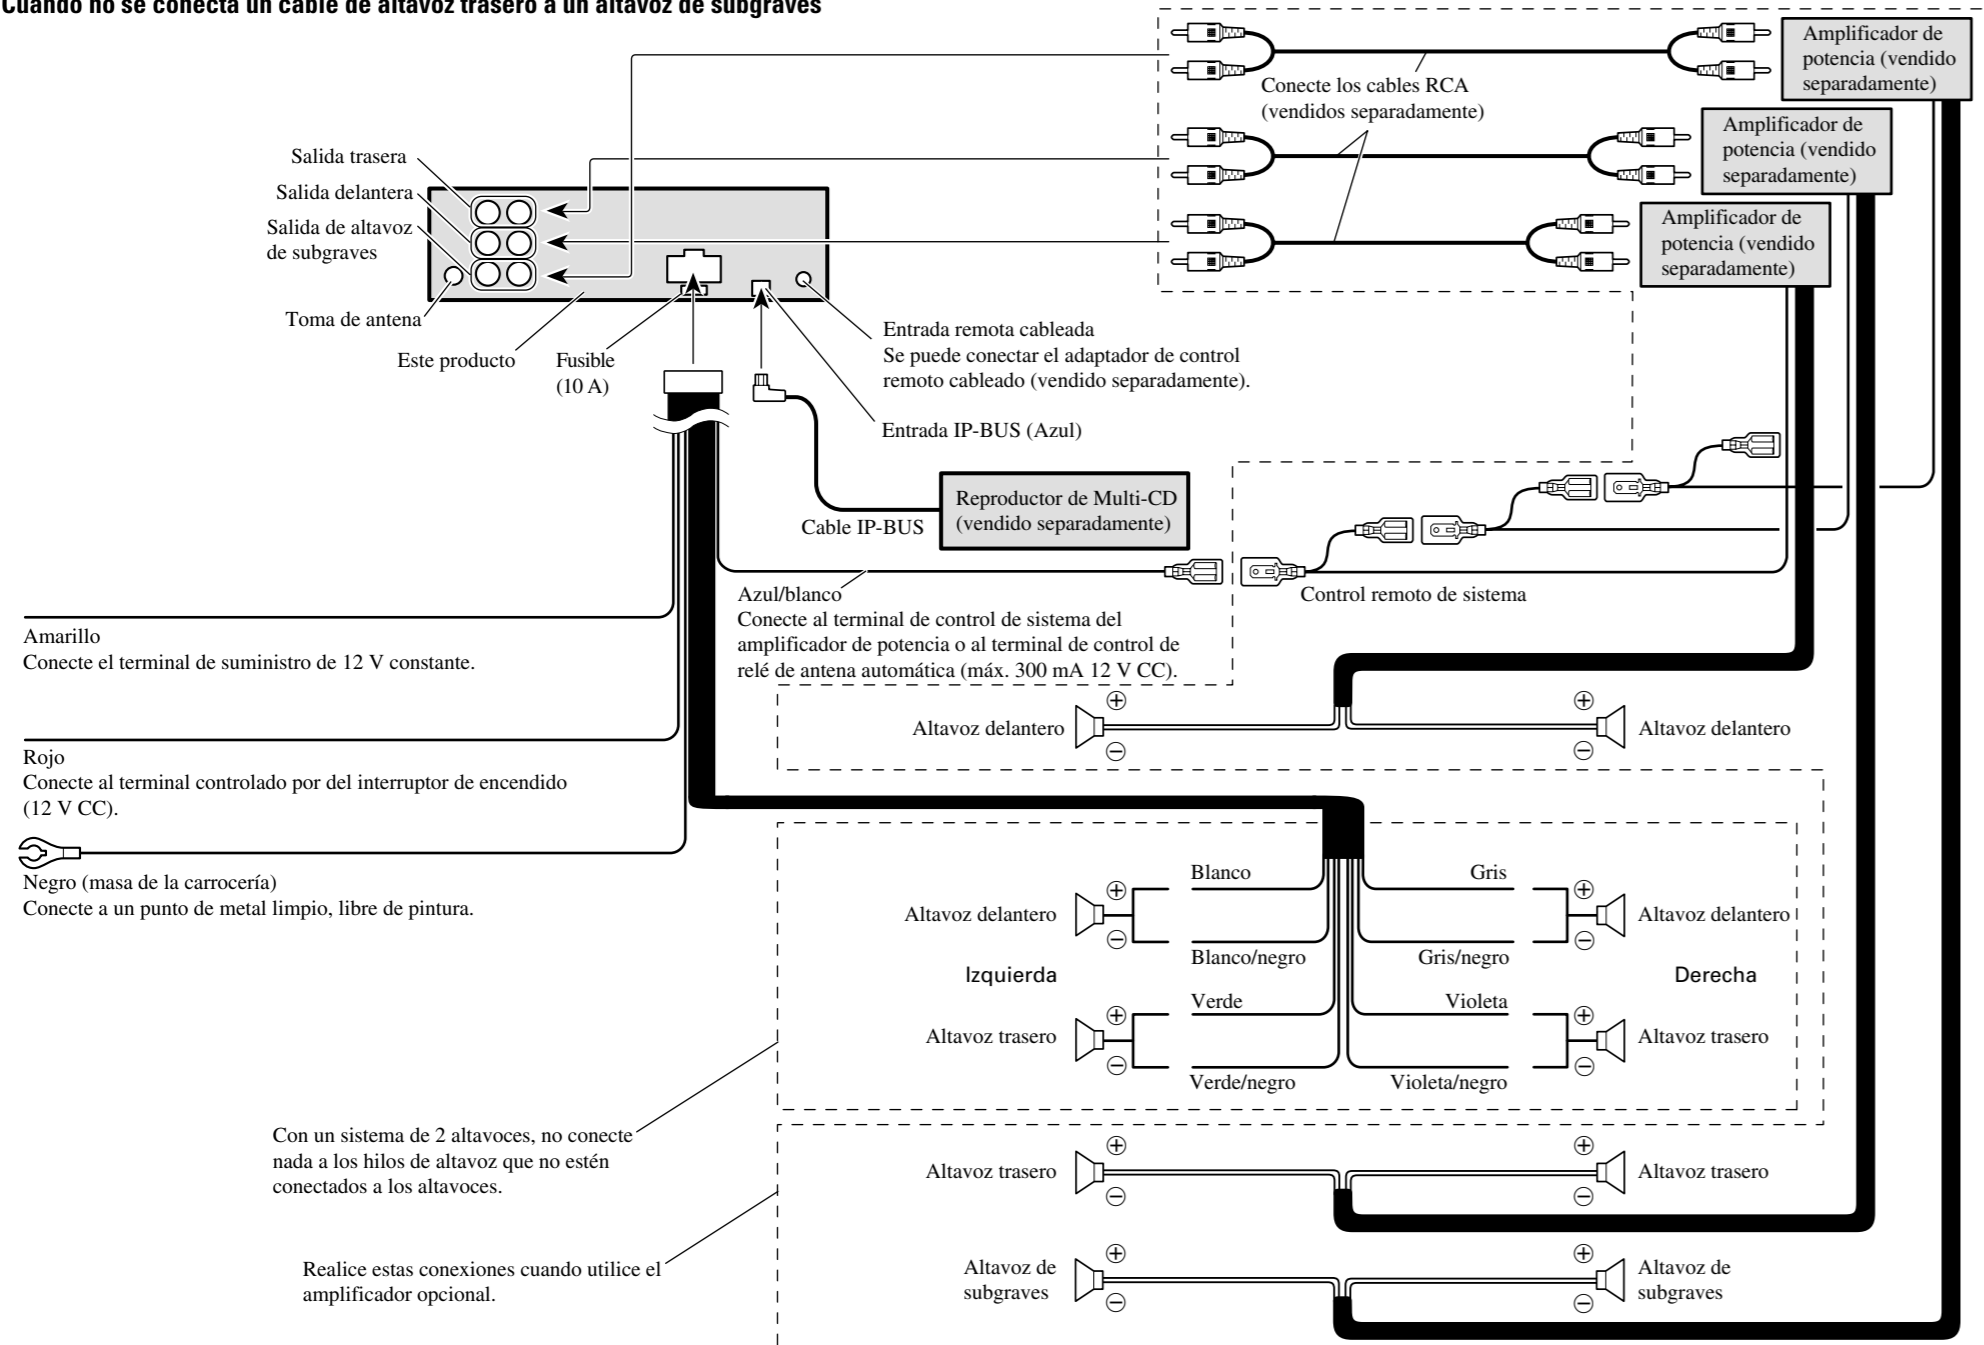 Cuando no se conecta un cable de altavoz trasero a un altavoz de subgraves
Amplificador de
potencia (vendido
separadamente)
Conecte los cables RCA
(vendidos separadamente)
Amplificador de
potencia (vendido
separadamente)
Amplificador de
potencia (vendido
separadamente)
Salida trasera
Salida delantera
Salida de altavoz
de subgraves
Toma de antena
Este producto
Fusible
(10 A)
Entrada remota cableada
Se puede conectar el adaptador de control
remoto cableado (vendido separadamente).
Entrada IP-BUS (Azul)
Reproductor de Multi-CD
(vendido separadamente)
Cable IP-BUS
Azul/blanco
Conecte al terminal de control de sistema del
amplificador de potencia o al terminal de control de
relé de antena automática (máx. 300 mA 12 V CC).
Control remoto de sistema
Amarillo
Conecte el terminal de suministro de 12 V constante.
Rojo
Conecte al terminal controlado por del interruptor de encendido
(12 V CC).
Negro (masa de la carrocería)
Conecte a un punto de metal limpio, libre de pintura.
+ +
Altavoz delantero Altavoz delantero
− −
Blanco Gris
+ +
Altavoz delantero Altavoz delantero
− −
Blanco/negro Gris/negro
Izquierda Derecha
Verde Violeta
+ +
Altavoz trasero Altavoz trasero
− −
Verde/negro Violeta/negro
Con un sistema de 2 altavoces, no conecte
nada a los hilos de altavoz que no estén
conectados a los altavoces.
+ +
Altavoz trasero Altavoz trasero
− −
Realice estas conexiones cuando utilice el
amplificador opcional.
+ +
Altavoz de
subgraves
Altavoz de
subgraves
− −